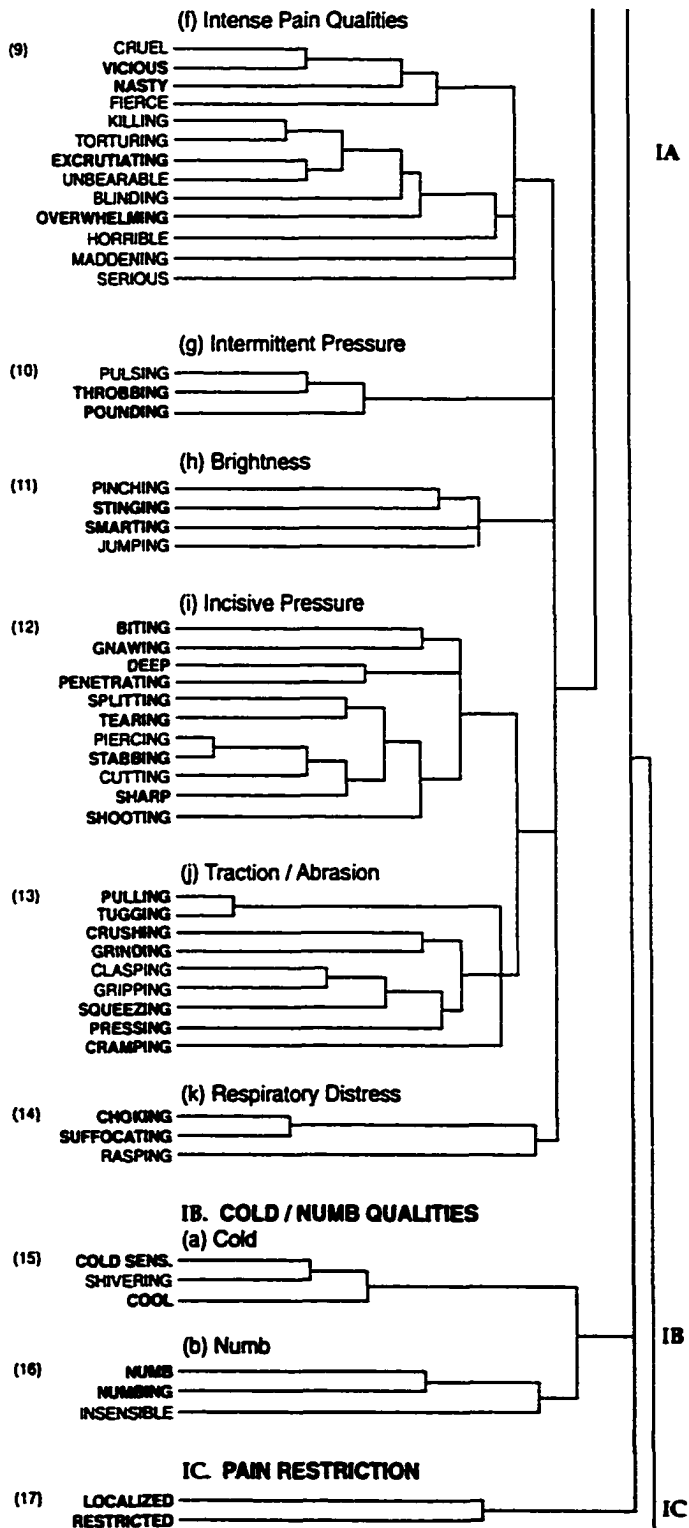 (f) Intense Pain Qualities
(9) CRUEL
VICIOUS
NASTY
FIERCE
KILLING
TORTURING
EXCRUTIATING
UNBEARABLE
BLINDING
OVERWHELMING
HORRIBLE
MADDENING
SERIOUS
IA
(g) Intermittent Pressure
(10) PULSING
THROBBING
POUNDING
(h) Brightness
(11) PINCHING
STINGING
SMARTING
JUMPING
(i) Incisive Pressure
(12) BITING
GNAWING
DEEP
PENETRATING
SPLITTING
TEARING
PIERCING
STABBING
CUTTING
SHARP
SHOOTING
(j) Traction / Abrasion
(13) PULLING
TUGGING
CRUSHING
GRINDING
CLASPING
GRIPPING
SQUEEZING
PRESSING
CRAMPING
(k) Respiratory Distress
(14) CHOKING
SUFFOCATING
RASPING
IB. COLD / NUMB QUALITIES
(a) Cold
(15) COLD SENS.
SHIVERING
COOL
IB
(b) Numb
(16) NUMB
NUMBING
INSENSIBLE
IC. PAIN RESTRICTION
(17) LOCALIZED
RESTRICTED
IC